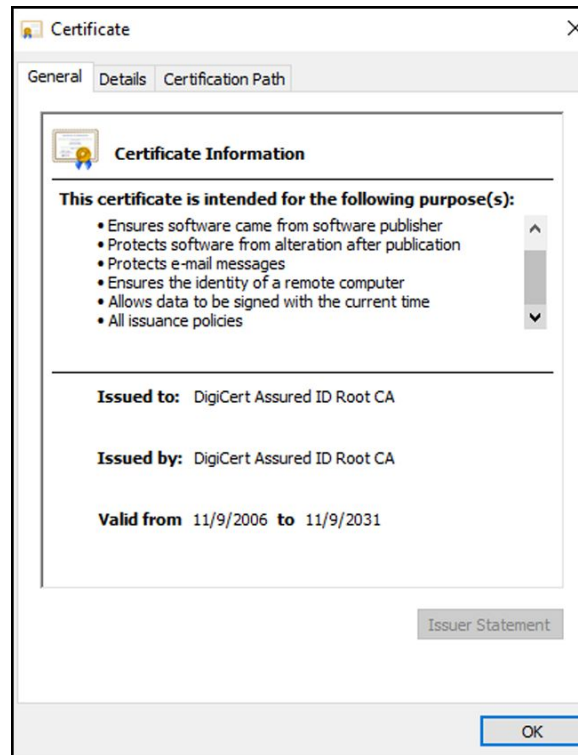 Certificate
General Details Certification Path
Certificate Information
This certificate is intended for the following purpose(s):
• Ensures software came from software publisher
• Protects software from alteration after publication
• Protects e-mail messages
• Ensures the identity of a remote computer
• Allows data to be signed with the current time
• All issuance policies
Issued to: DigiCert Assured ID Root CA
Issued by: DigiCert Assured ID Root CA
Valid from 11/9/2006 to 11/9/2031
Issuer Statement
OK